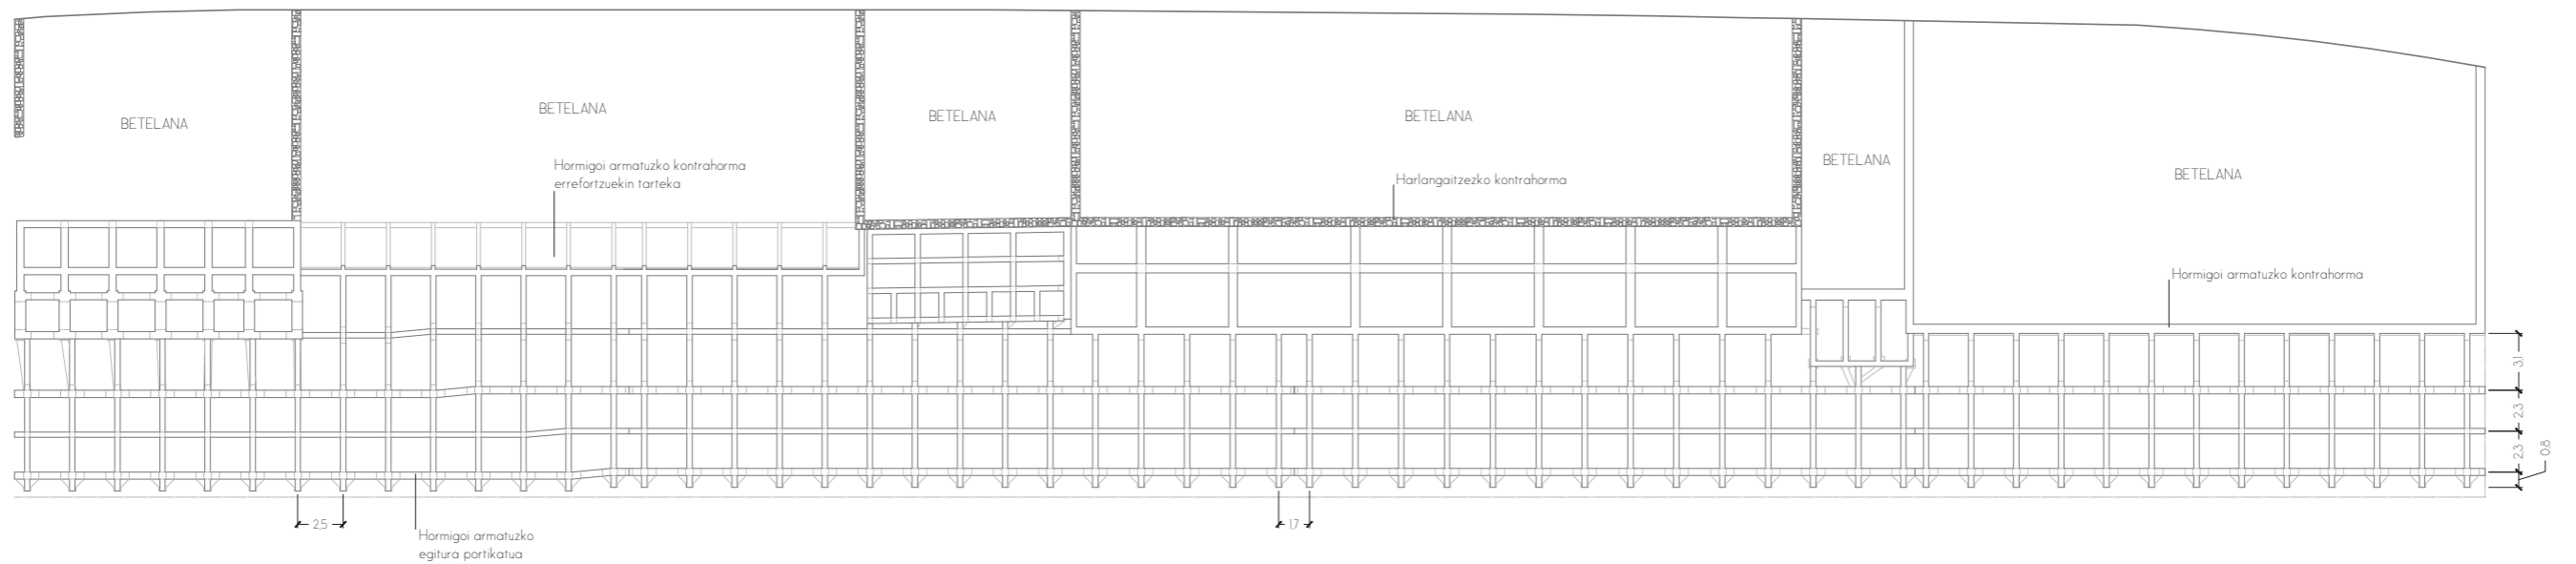 BETELANA
BETELANA
BETELANA
BETELANA
BETELANA
BETELANA
Hormigoi armatuzko kontrahorma
errefortzuekin tarteka
Harlangaitzezko kontrahorma
Hormigoi armatuzko kontrahorma
3,1
2,3
2,3
0,8
2,5
1,7
Hormigoi armatuzko
egitura portikatua